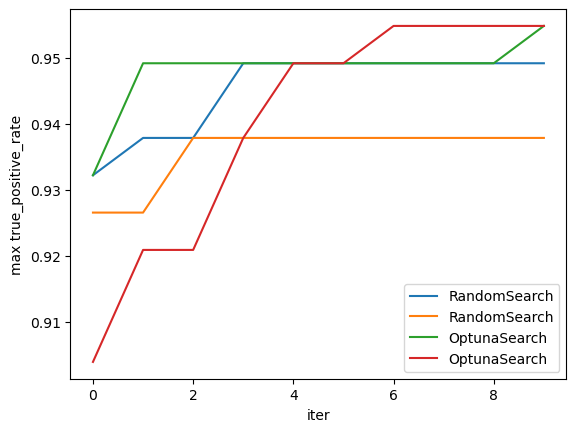 0.95
0.94
0.93
0.92
0.91
max true_positive_rate
0 2 4 6 8
iter
RandomSearch
RandomSearch
OptunaSearch
OptunaSearch